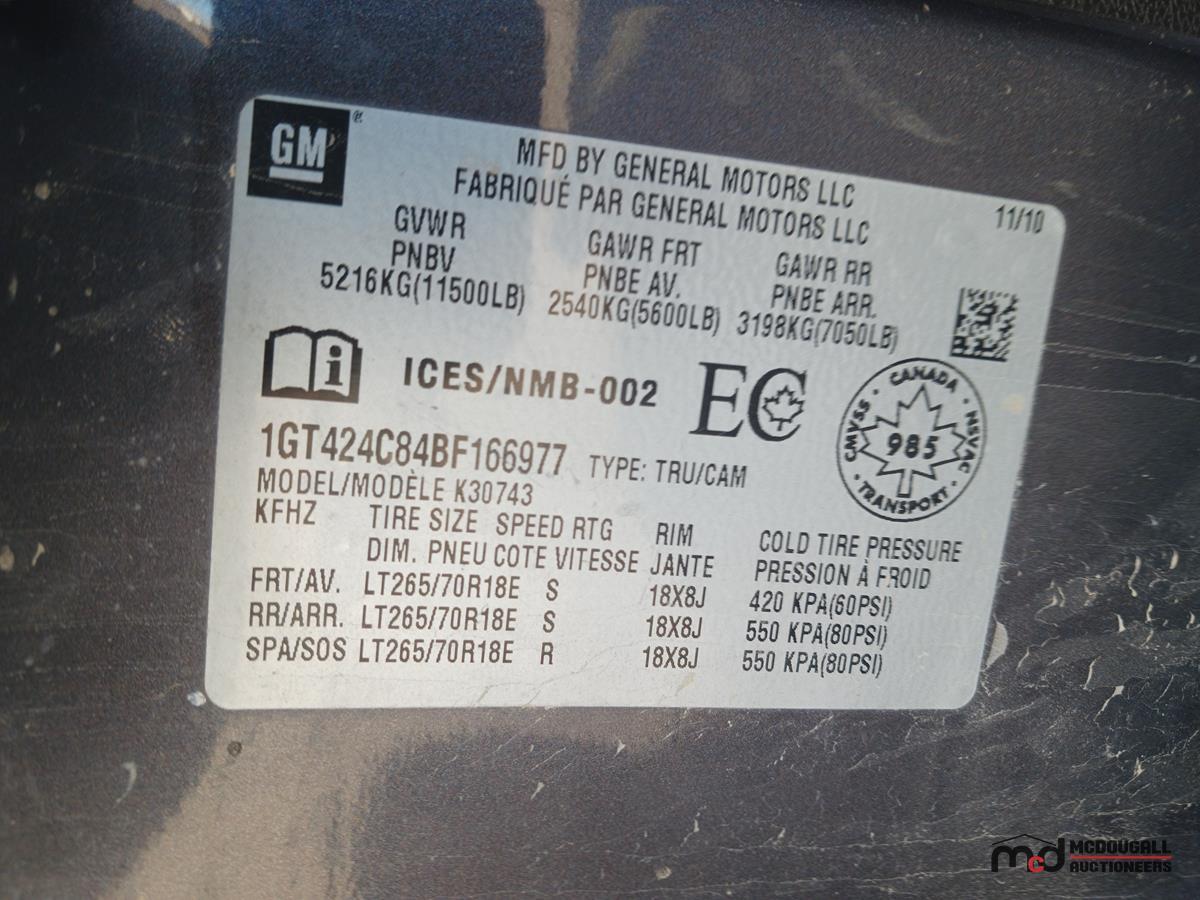 GM
MFD BY GENERAL MOTORS LLC
FABRIQUÉ PAR GENERAL MOTORS LLC
11/10
GVWR GAWR FRT GAWR RR
PNBV PNBE AV. PNBE ARR.
5216KG(11500LB) 2540KG(5600LB) 3198KG(7050LB)
i
ICES/NMB-002
EC
CANADA
CMVSS · NSVAC
985
· TRANSPORT ·
1GT424C84BF166977 TYPE: TRU/CAM
MODEL/MODÈLE K30743
KFHZ TIRE SIZE SPEED RTG RIM COLD TIRE PRESSURE
DIM. PNEU COTE VITESSE JANTE PRESSION À FROID
FRT/AV. LT265/70R18E S 18X8J 420 KPA(60PSI)
RR/ARR. LT265/70R18E S 18X8J 550 KPA(80PSI)
SPA/SOS LT265/70R18E R 18X8J 550 KPA(80PSI)
mcd MCDOUGALL
AUCTIONEERS